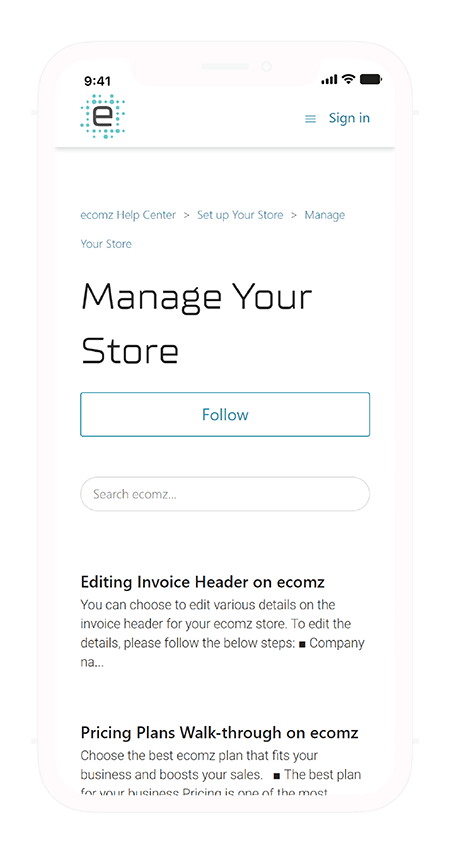 9:41
e
≡ Sign in
ecomz Help Center > Set up Your Store > Manage
Your Store
Manage Your
Store
Follow
Search ecomz...
Editing Invoice Header on ecomz
You can choose to edit various details on the
invoice header for your ecomz store. To edit the
details, please follow the below steps: ■ Company
na...
Pricing Plans Walk-through on ecomz
Choose the best ecomz plan that fits your
business and boosts your sales. ■ The best plan
for your business Pricing is one of the most